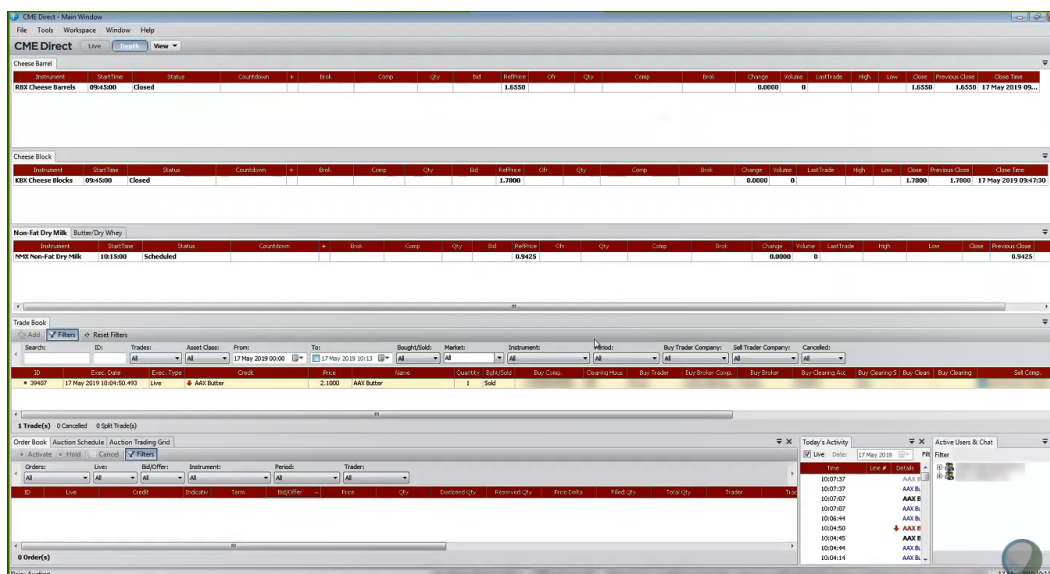 CME Direct - Main Window
File Tools Workspace Window Help
CME Direct Live Depth View
Cheese Barrel
Instrument StartTime Status Countdown + Brok Comp Qty Bid RefPrice Ofr Qty Comp Brok Change Volume LastTrade High Low Close Previous Close Close Time
RBX Cheese Barrels 09:45:00 Closed 1.6550 0.0000 0 1.6550 1.6550 17 May 2019 09...
Cheese Block
Instrument StartTime Status Countdown + Brok Comp Qty Bid RefPrice Ofr Qty Comp Brok Change Volume LastTrade High Low Close Previous Close Close Time
KBX Cheese Blocks 09:45:00 Closed 1.7800 0.0000 0 1.7800 1.7800 17 May 2019 09:47:30
Non-Fat Dry Milk Butter/Dry Whey
Instrument StartTime Status Countdown + Brok Comp Qty Bid RefPrice Ofr Qty Comp Brok Change Volume LastTrade High Low Close Previous Close
NMX Non-Fat Dry Milk 10:15:00 Scheduled 0.9425 0.0000 0 0.9425
Trade Book
Add Filters Reset Filters
Search: ID: Trades: Asset Class: From: To: Bought/Sold: Market: Instrument: Period: Buy Trader Company: Sell Trader Company: Cancelled:
All All 17 May 2019 00:00 17 May 2019 10:13 All All All All All All All
ID Exec. Date Exec. Type Credit Price Name Quantity Bght/Sold Buy Comp. Clearing Hous Buy Trader Buy Broker Comp. Buy Broker Buy Clearing Acc Buy Clearing S Buy Cleari Buy Clearing Sell Comp.
39407 17 May 2019 10:04:50.493 Live AAX Butter 2.1000 AAX Butter 1 Sold
1 Trade(s) 0 Cancelled 0 Split Trade(s)
Order Book Auction Schedule Auction Trading Grid
Activate Hold Cancel Filters
Orders: Live: Bid/Offer: Instrument: Period: Trader:
All All All All All All
ID Live Credit Indicativ Term Bid/Offer Price Qty Disclosed Qty Reserved Qty Price Delta Filled Qty Total Qty Trader Trad
0 Order(s)
Today's Activity
Live Date: 17 May 2019 Filt
Time Line # Details
10:07:37 AAX B
10:07:37 AAX Bu
10:07:07 AAX B
10:07:07 AAX Bu
10:06:44 AAX Bu
10:04:50 AAX B
10:04:45 AAX B
10:04:44 AAX Bu
10:04:14 AAX Bu
Active Users & Chat
Filter